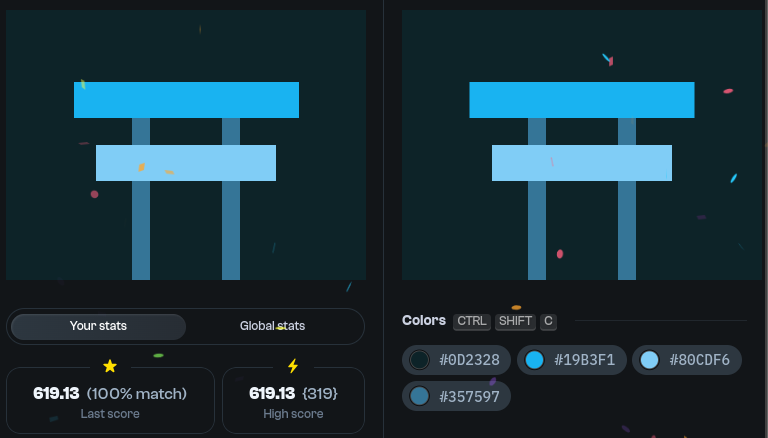 Your stats
Global stats
619.13 (100% match)
Last score
619.13 {319}
High score
Colors CTRL SHIFT C
#0D2328 #19B3F1 #80CDF6
#357597